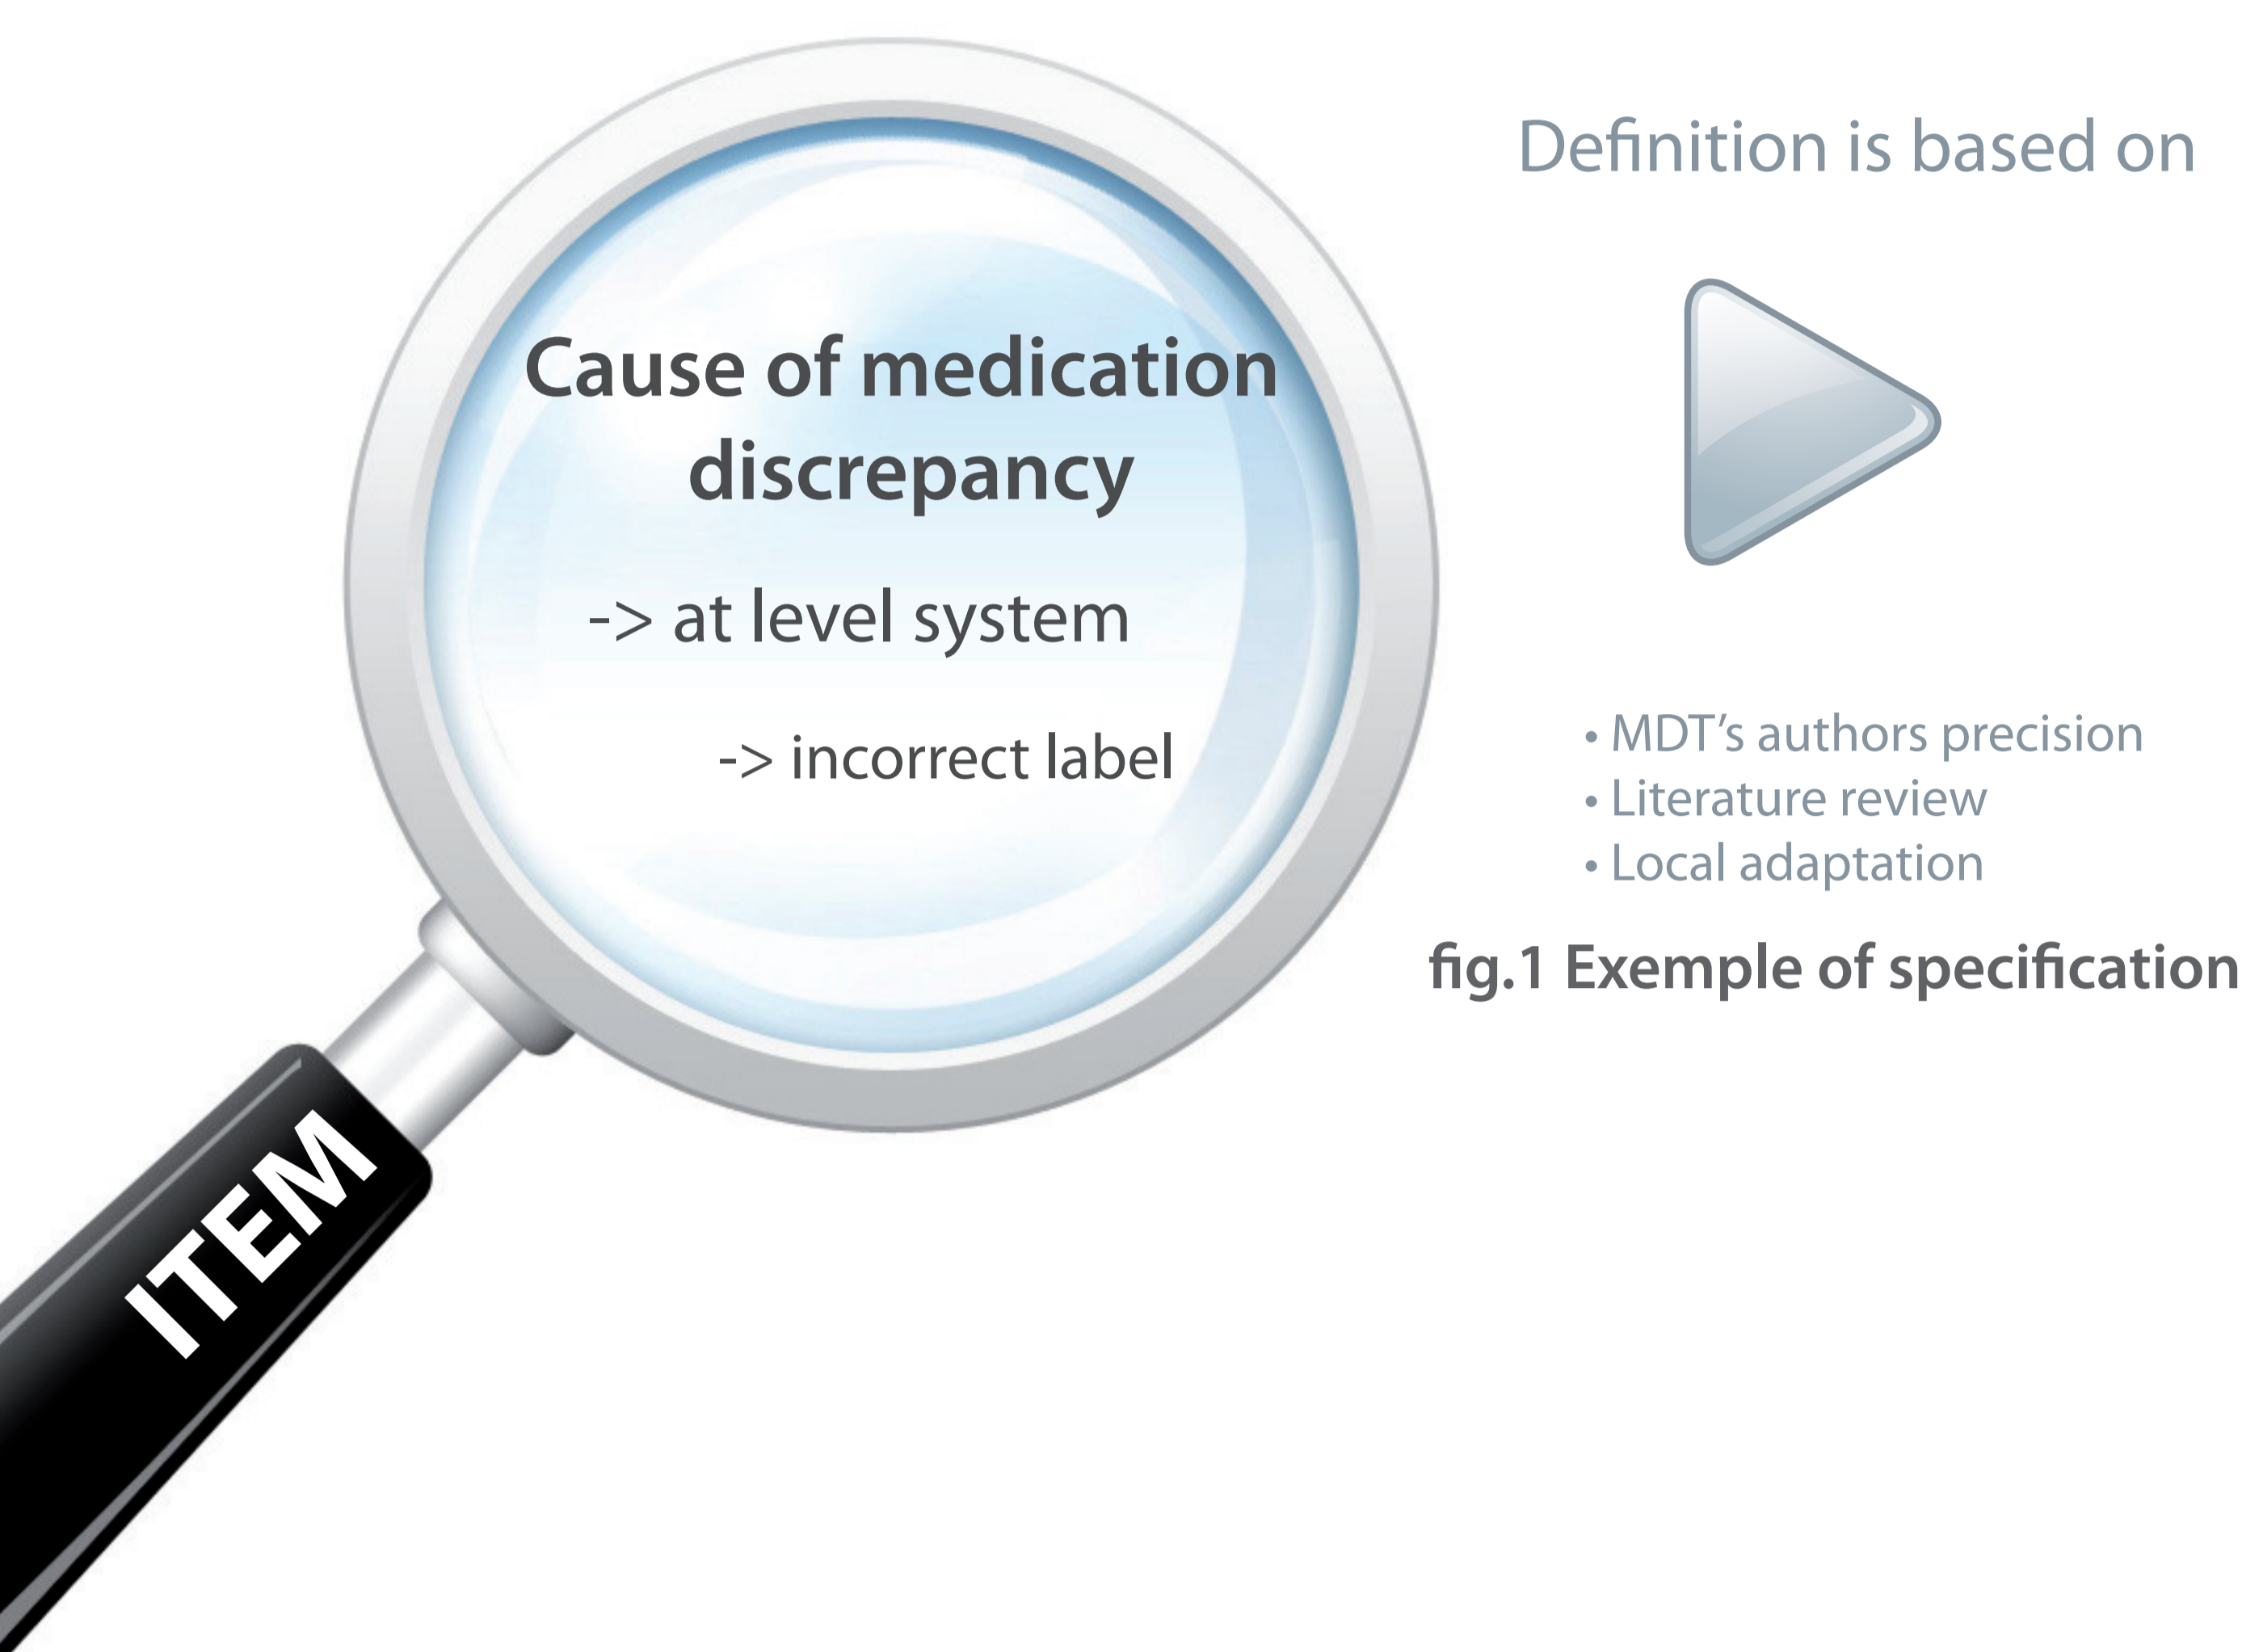 Definition is based on
Cause of medication
discrepancy
-> at level system
-> incorrect label
• MDT's authors precision
• Literature review
• Local adaptation
fig.1 Exemple of specification
ITEM